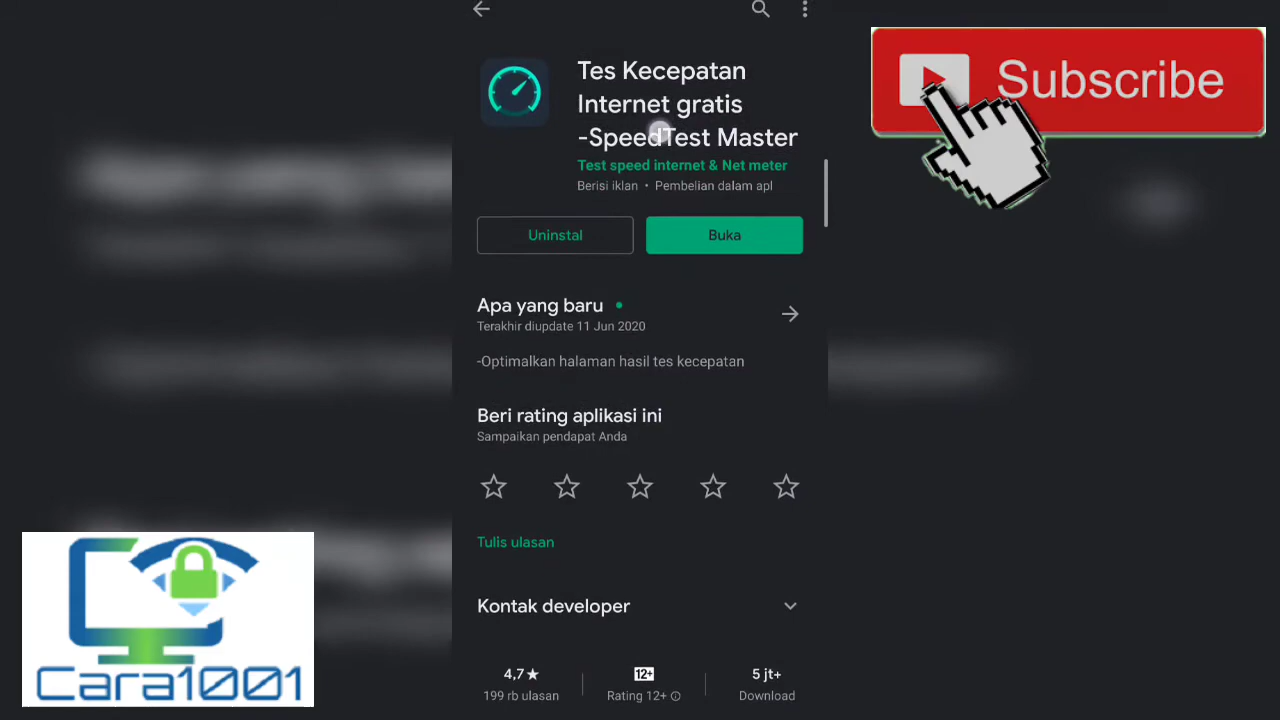 Tes Kecepatan
Internet gratis
-SpeedTest Master
Test speed internet & Net meter
Berisi iklan • Pembelian dalam apl
Uninstal
Buka
Apa yang baru
Terakhir diupdate 11 Jun 2020
-Optimalkan halaman hasil tes kecepatan
Beri rating aplikasi ini
Sampaikan pendapat Anda
Tulis ulasan
Kontak developer
4,7★
199 rb ulasan
12+
Rating 12+
5 jt+
Download
Subscribe
Cara1001